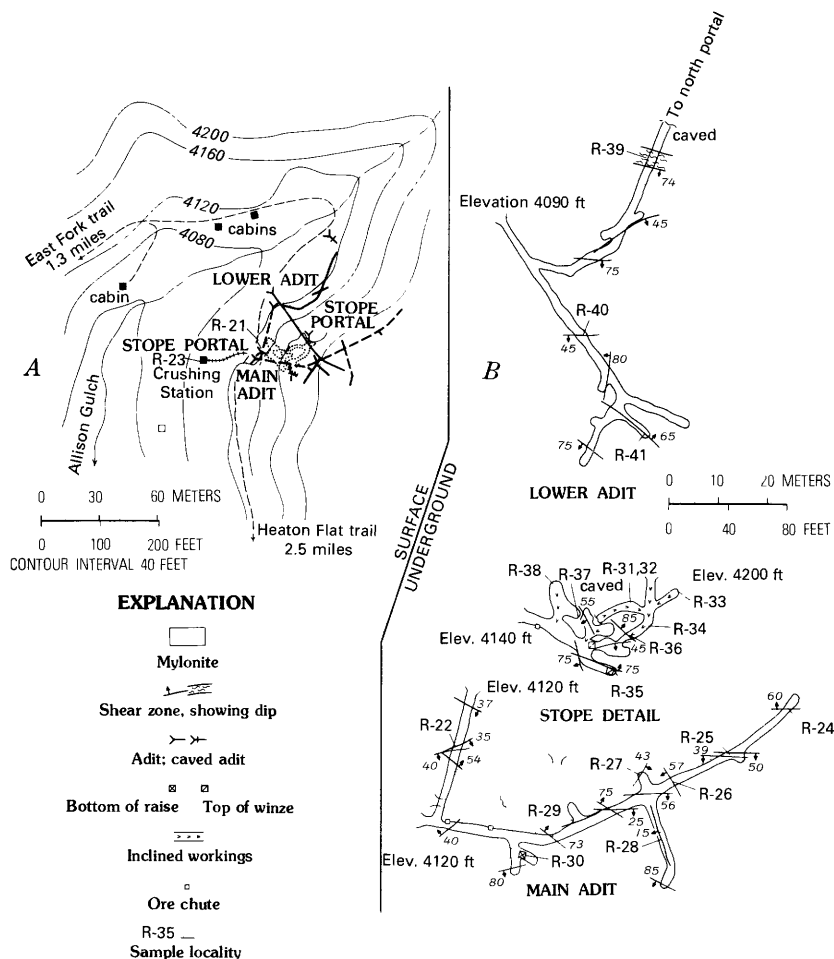 4200
4160
4120
4080
cabins
East Fork trail
1.3 miles
cabin
LOWER ADIT
STOPE
PORTAL
R-21
STOPE PORTAL
R-23
Crushing
Station
MAIN
ADIT
A
Allison Gulch
0 30 60 METERS
0 100 200 FEET
CONTOUR INTERVAL 40 FEET
Heaton Flat trail
2.5 miles
SURFACE
UNDERGROUND
EXPLANATION
Mylonite
Shear zone, showing dip
Adit; caved adit
Bottom of raise Top of winze
Inclined workings
Ore chute
R-35
Sample locality
To north portal
caved
R-39
74
Elevation 4090 ft
45
75
R-40
45
80
B
65
75
R-41
LOWER ADIT
0 10 20 METERS
0 40 80 FEET
R-38
R-37
R-31,32
Elev. 4200 ft
55
caved
R-33
85
R-34
Elev. 4140 ft
45
R-36
75
75
R-35
STOPE DETAIL
Elev. 4120 ft
37
R-22
35
40
54
60
R-24
R-25
39
50
R-27
43
57
R-26
75
56
R-29
25
15
R-28
73
40
Elev. 4120 ft
R-30
80
85
MAIN ADIT